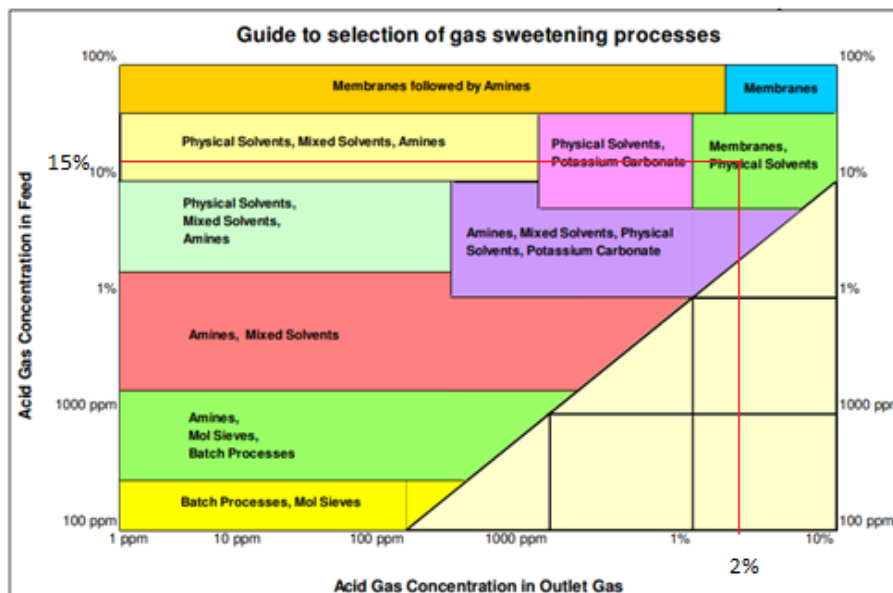 Guide to selection of gas sweetening processes
100%
100%
Membranes followed by Amines
Membranes
Physical Solvents, Mixed Solvents, Amines
Physical Solvents,
Potassium Carbonate
Membranes,
Physical Solvents
15%
10%
10%
Physical Solvents,
Mixed Solvents,
Amines
Amines, Mixed Solvents, Physical
Solvents, Potassium Carbonate
1%
1%
Amines, Mixed Solvents
1000 ppm
1000 ppm
Amines,
Mol Sieves,
Batch Processes
Batch Processes, Mol Sieves
100 ppm
100 ppm
1 ppm
10 ppm
100 ppm
1000 ppm
1%
10%
2%
Acid Gas Concentration in Feed
Acid Gas Concentration in Outlet Gas